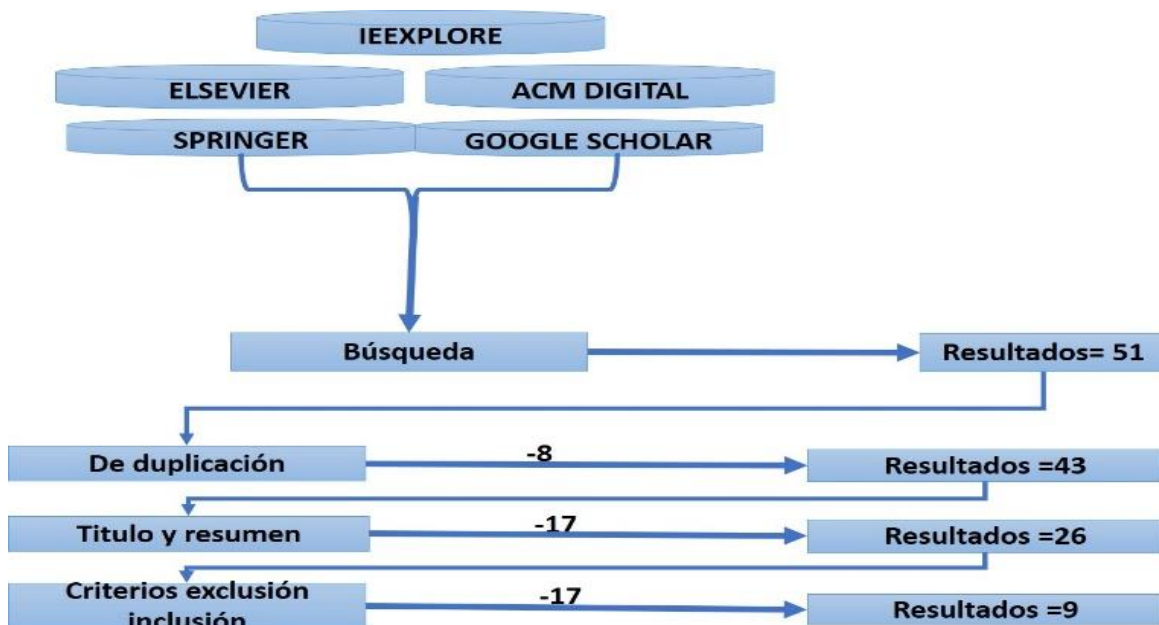 IEEXPLORE
ELSEVIER
ACM DIGITAL
SPRINGER
GOOGLE SCHOLAR
Búsqueda
Resultados= 51
De duplicación
-8
Resultados =43
Titulo y resumen
-17
Resultados =26
Criterios exclusión
inclusión
-17
Resultados =9